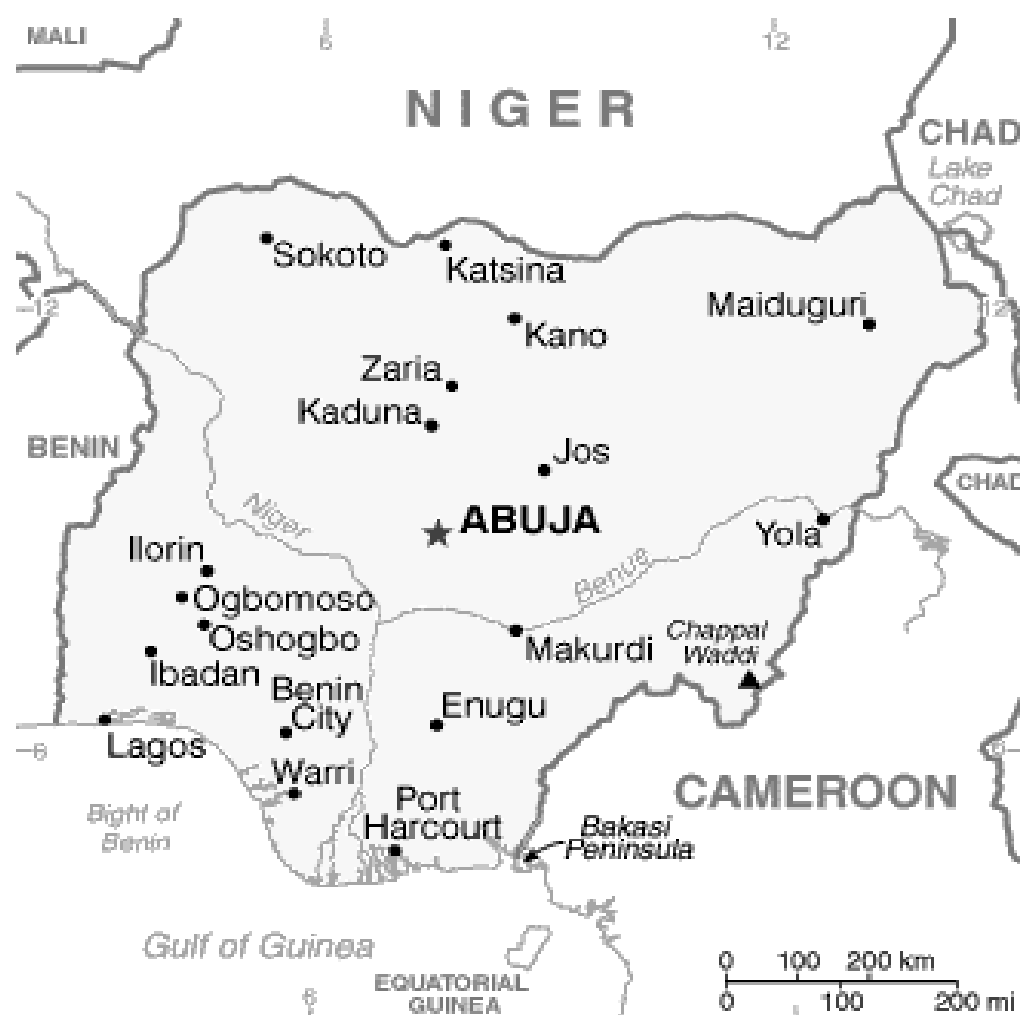 MALI
6
12
NIGER
CHAD
Lake
Chad
Sokoto
Katsina
12
12
Maiduguri
Kano
Zaria
Kaduna
BENIN
Jos
CHAD
Niger
ABUJA
Yola
Ilorin
Benue
Ogbomoso
Oshogbo
Chappal
Waddi
Makurdi
Ibadan
Benin
City
Enugu
Lagos
6
6
Warri
CAMEROON
Port
Harcourt
Bight of
Benin
Bakasi
Peninsula
Gulf of Guinea
0 100 200 km
EQUATORIAL
GUINEA
6
0 100 200 mi